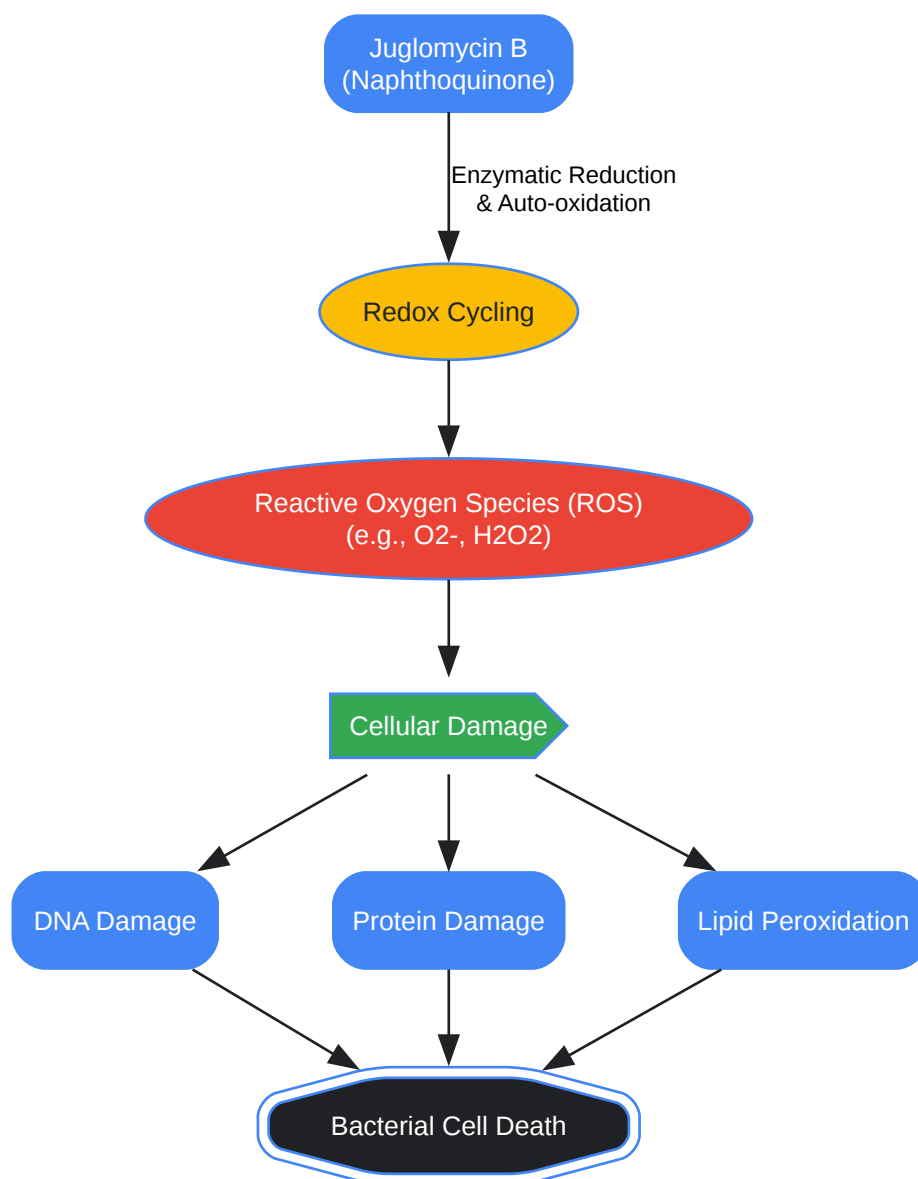 Juglomycin B
(Naphthoquinone)
Enzymatic Reduction
& Auto-oxidation
Redox Cycling
Reactive Oxygen Species (ROS)
(e.g., O2-, H2O2)
Cellular Damage
DNA Damage
Protein Damage
Lipid Peroxidation
Bacterial Cell Death